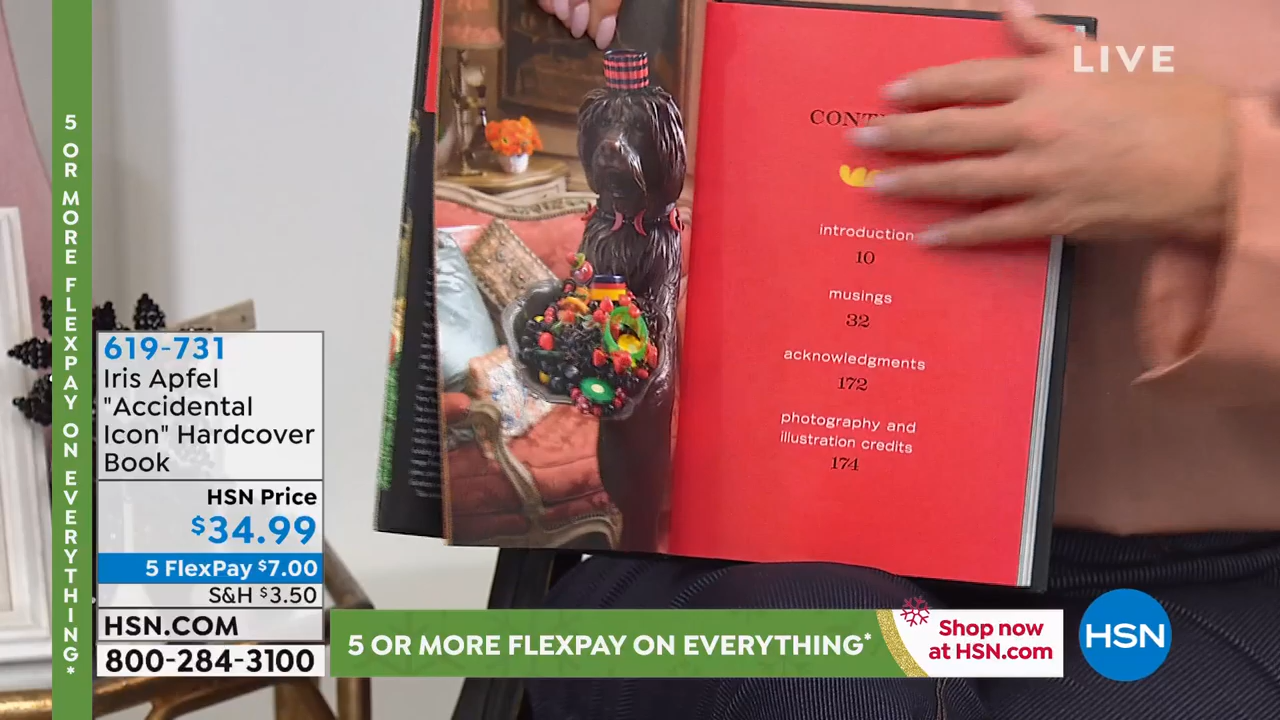 LIVE
5 OR MORE FLEXPAY ON EVERYTHING*
introduction
10
musings
32
acknowledgments
172
photography and
illustration credits
174
619-731
Iris Apfel
"Accidental
Icon" Hardcover
Book
HSN Price
$34.99
5 FlexPay $7.00
S&H $3.50
HSN.COM
800-284-3100
5 OR MORE FLEXPAY ON EVERYTHING*
Shop now
at HSN.com
HSN